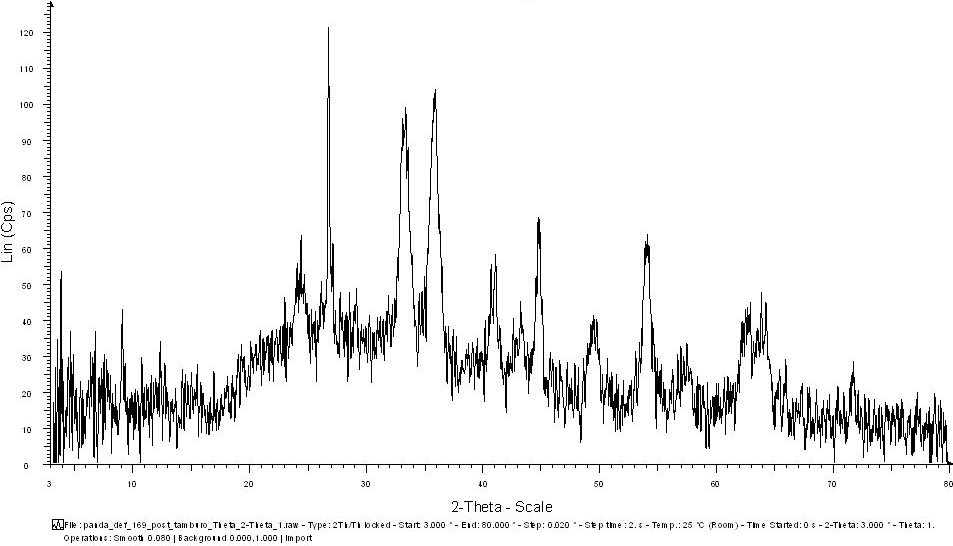 120
110
100
90
80
70
60
50
40
30
20
10
0
Lin (Cps)
3 10 20 30 40 50 60 70 80
2-Theta - Scale
File: panda_def_169_post_tamburo_Theta_2-Theta_1.raw - Type: 2Th/Th locked - Start: 3.000 ° - End: 80.000 ° - Step: 0.020 ° - Step time: 2. s - Temp.: 25 °C (Room) - Time Started: 0 s - 2-Theta: 3.000 ° - Theta: 1.
Operations: Smooth 0.080 | Background 0.000,1.000 | Import